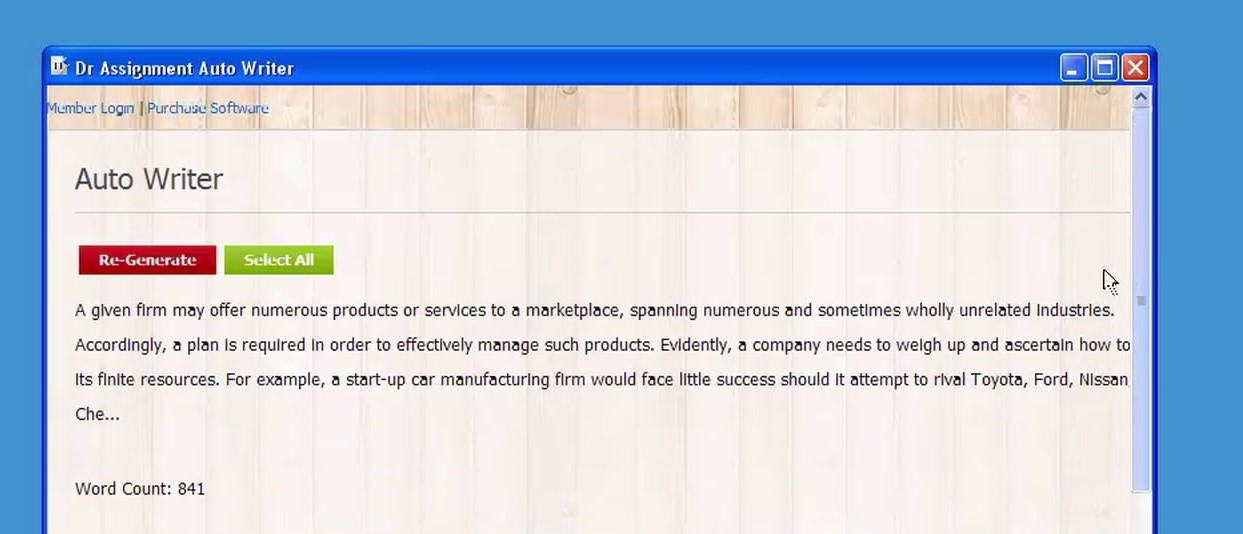 Dr Assignment Auto Writer
Member Login | Purchase Software
Auto Writer
Re-Generate Select All
A given firm may offer numerous products or services to a marketplace, spanning numerous and sometimes wholly unrelated industries.
Accordingly, a plan is required in order to effectively manage such products. Evidently, a company needs to weigh up and ascertain how to
its finite resources. For example, a start-up car manufacturing firm would face little success should it attempt to rival Toyota, Ford, Nissan
Che...
Word Count: 841